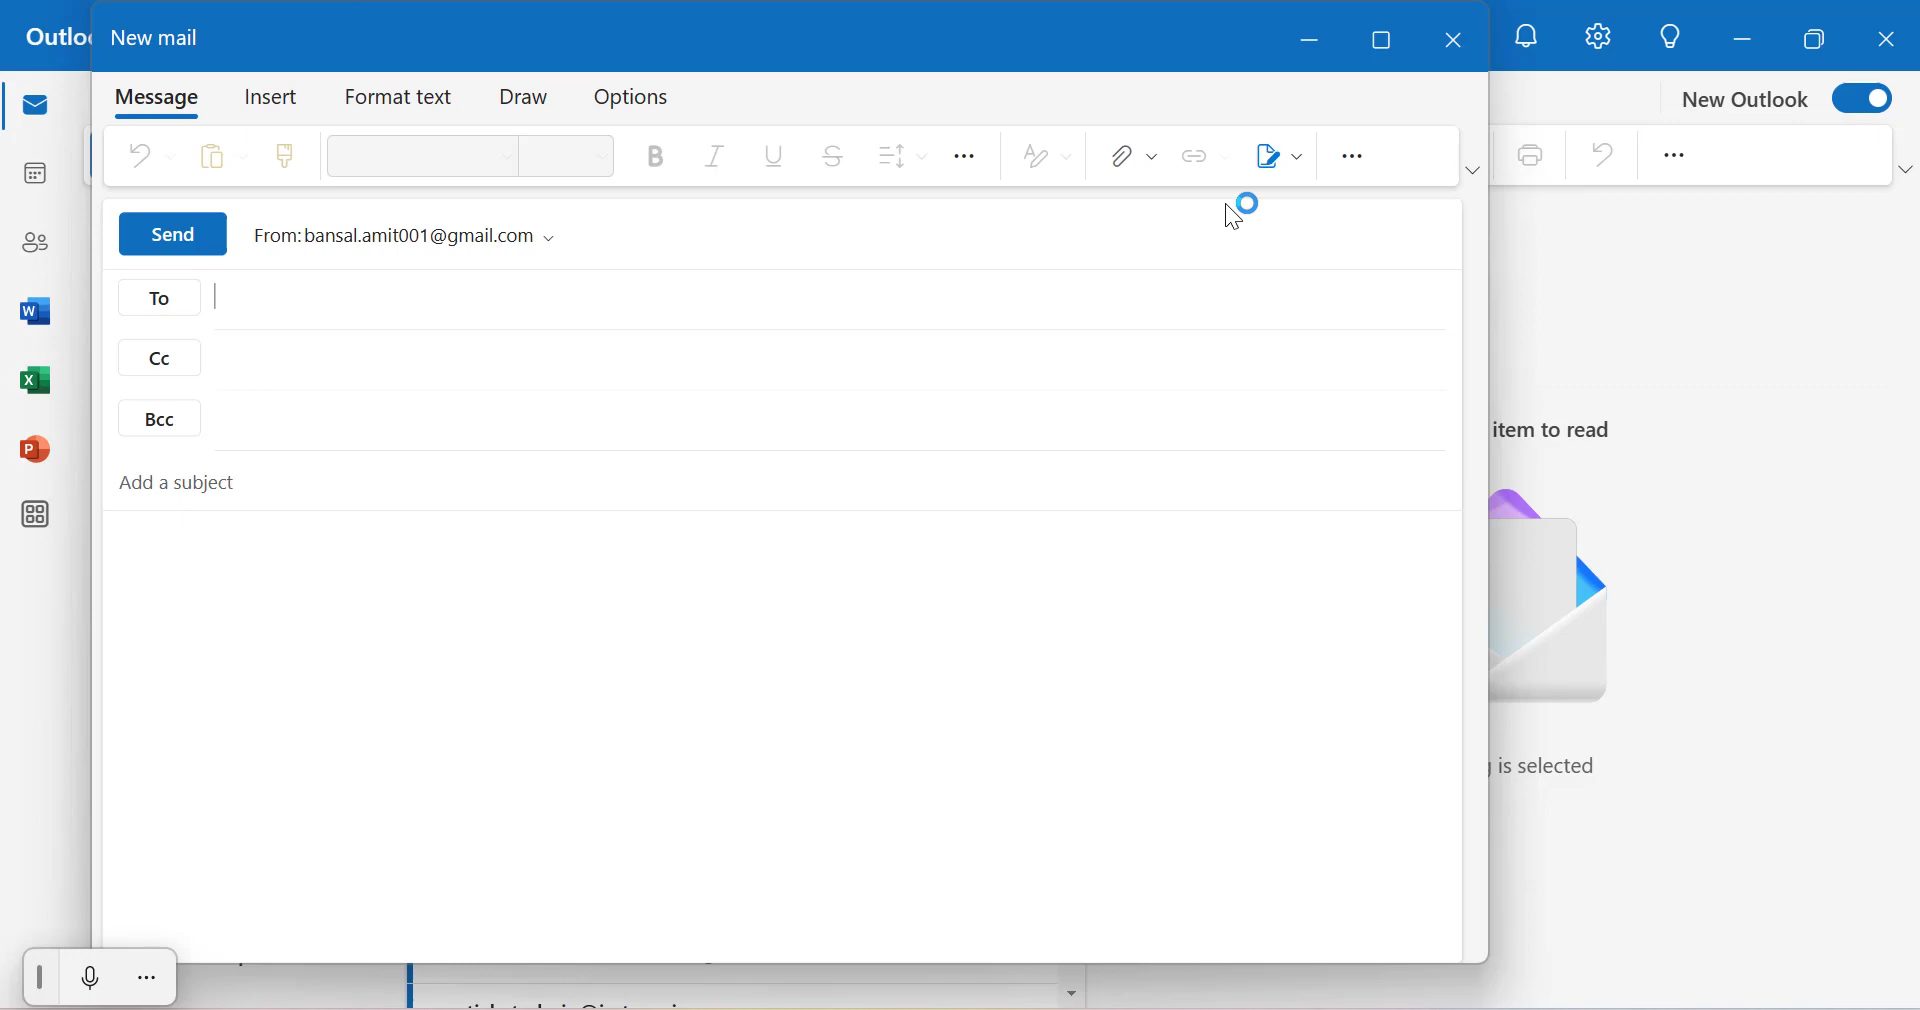 Outlo
New mail
Message Insert Format text Draw Options
New Outlook
Send From: bansal.amit001@gmail.com
To
Cc
Bcc
Add a subject
item to read
is selected